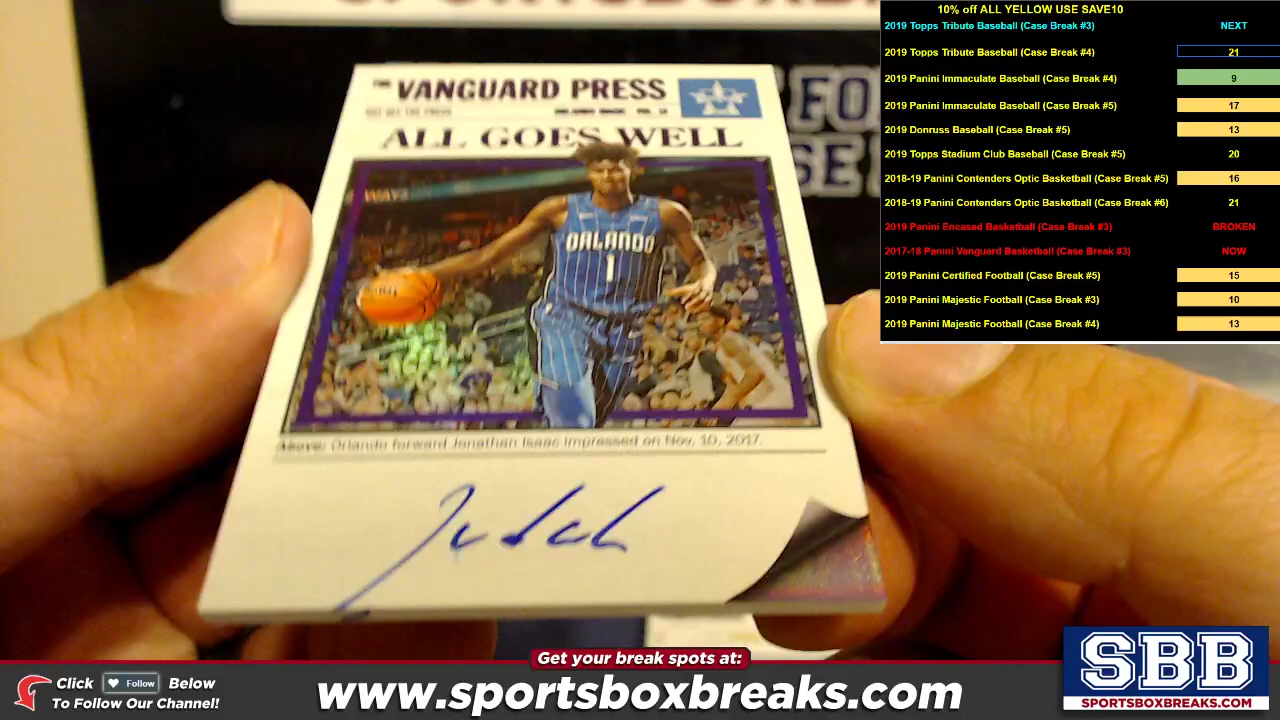 10% off ALL YELLOW USE SAVE10
2019 Topps Tribute Baseball (Case Break #3) NEXT
2019 Topps Tribute Baseball (Case Break #4) 21
2019 Panini Immaculate Baseball (Case Break #4) 9
2019 Panini Immaculate Baseball (Case Break #5) 17
2019 Donruss Baseball (Case Break #5) 13
2019 Topps Stadium Club Baseball (Case Break #5) 20
2018-19 Panini Contenders Optic Basketball (Case Break #5) 16
2018-19 Panini Contenders Optic Basketball (Case Break #6) 21
2019 Panini Encased Basketball (Case Break #3) BROKEN
2017-18 Panini Vanguard Basketball (Case Break #3) NOW
2019 Panini Certified Football (Case Break #5) 15
2019 Panini Majestic Football (Case Break #3) 10
2019 Panini Majestic Football (Case Break #4) 13
THE VANGUARD PRESS
ALL GOES WELL
ORLANDO
1
Above: Orlando forward Jonathan Isaac impressed on Nov. 10, 2017.
Get your break spots at:
Click Follow Below
To Follow Our Channel!
www.sportsboxbreaks.com
SBB
SPORTSBOXBREAKS.COM